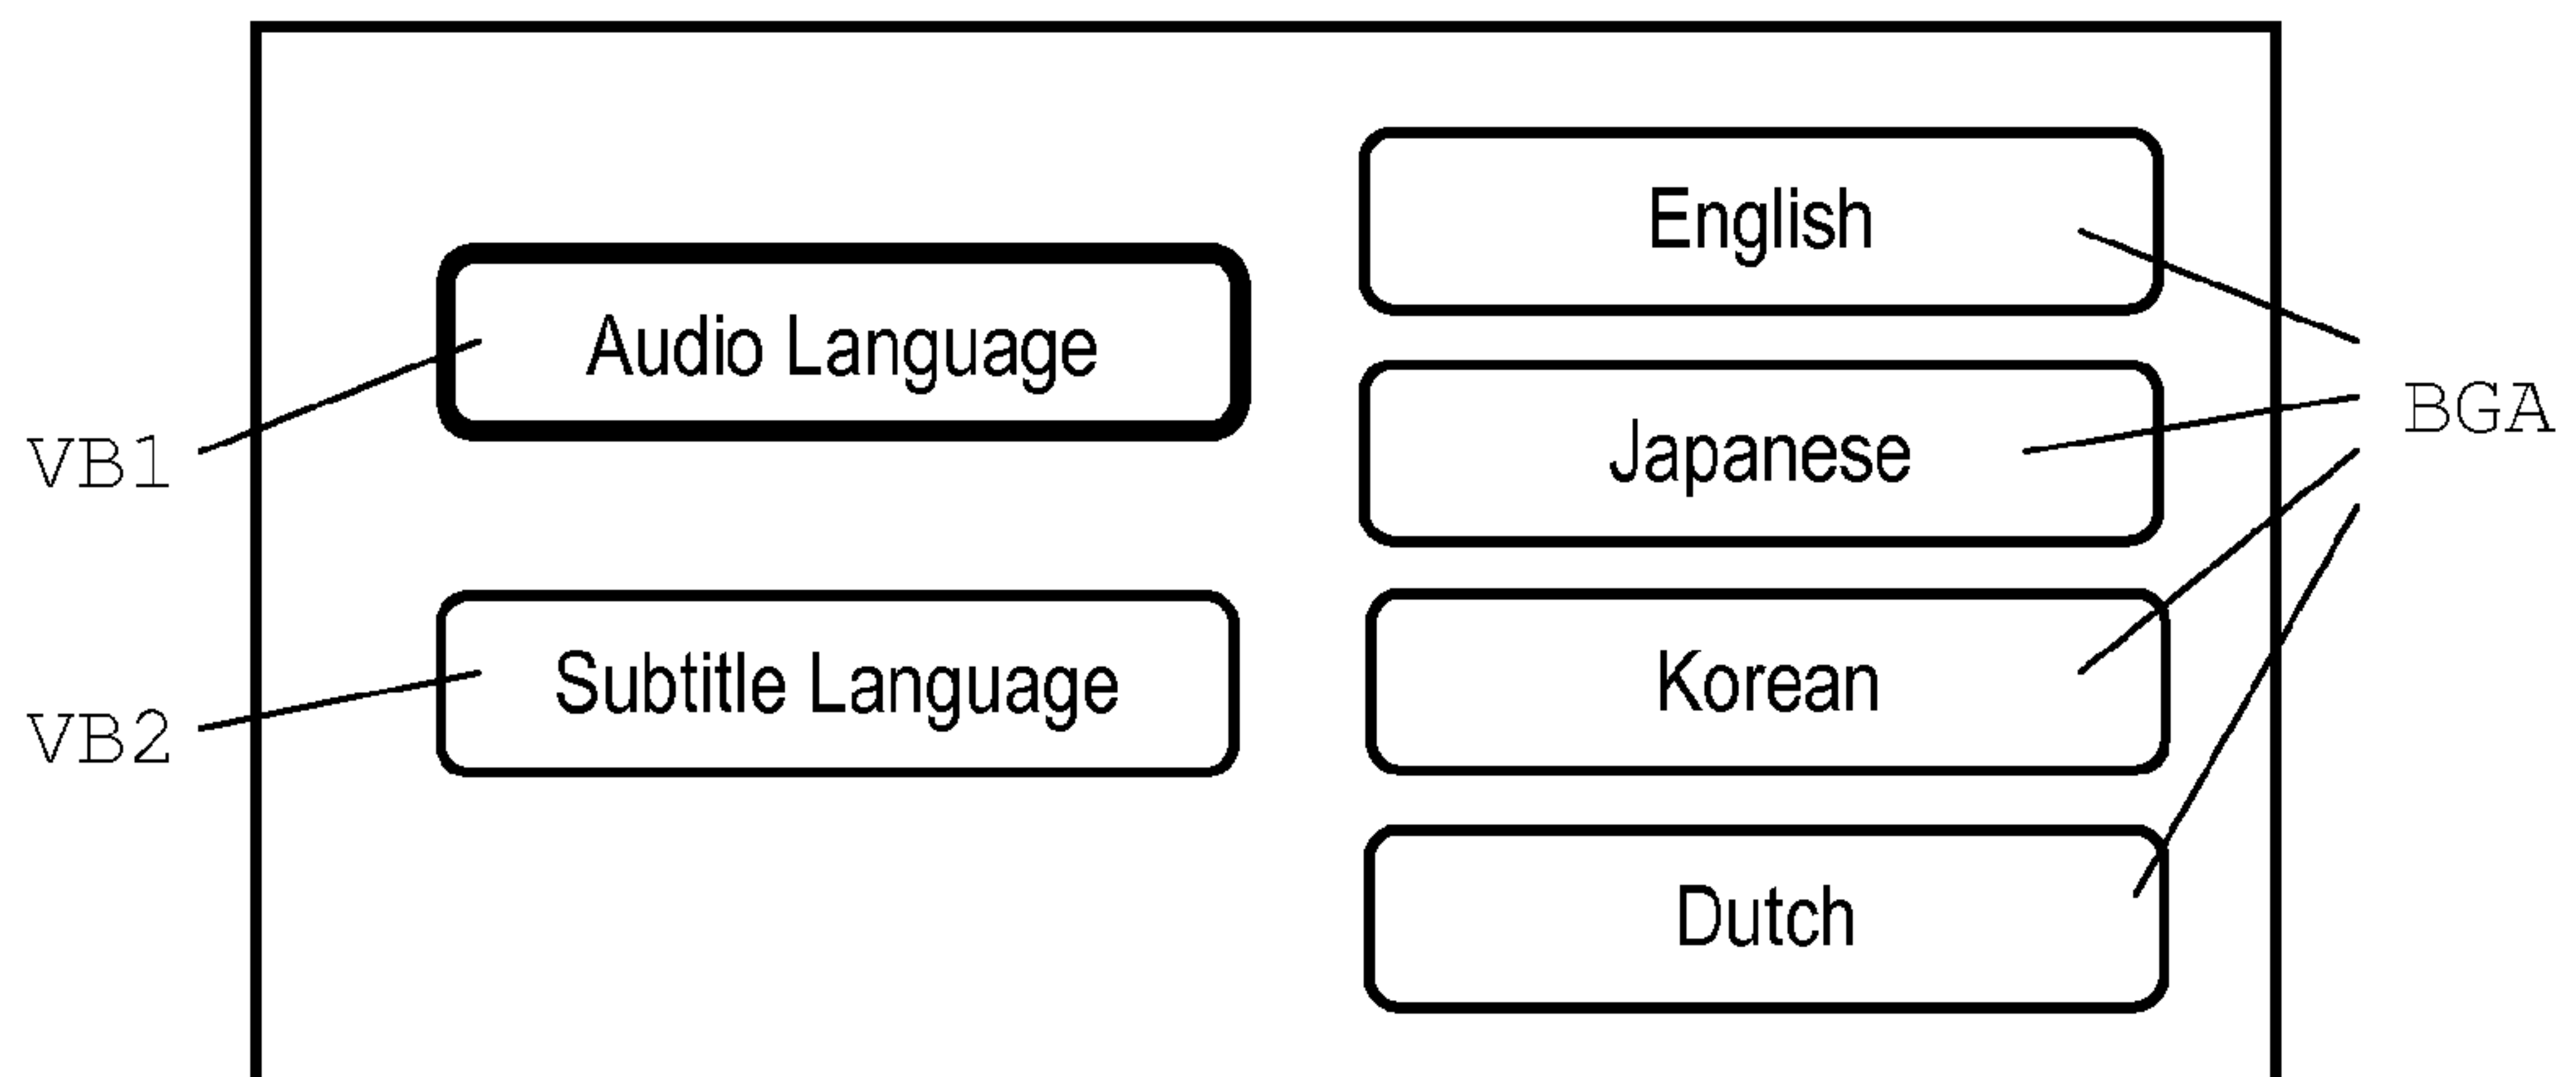 English
Audio Language
BGA
VB1
Japanese
Subtitle Language
Korean
VB2
Dutch